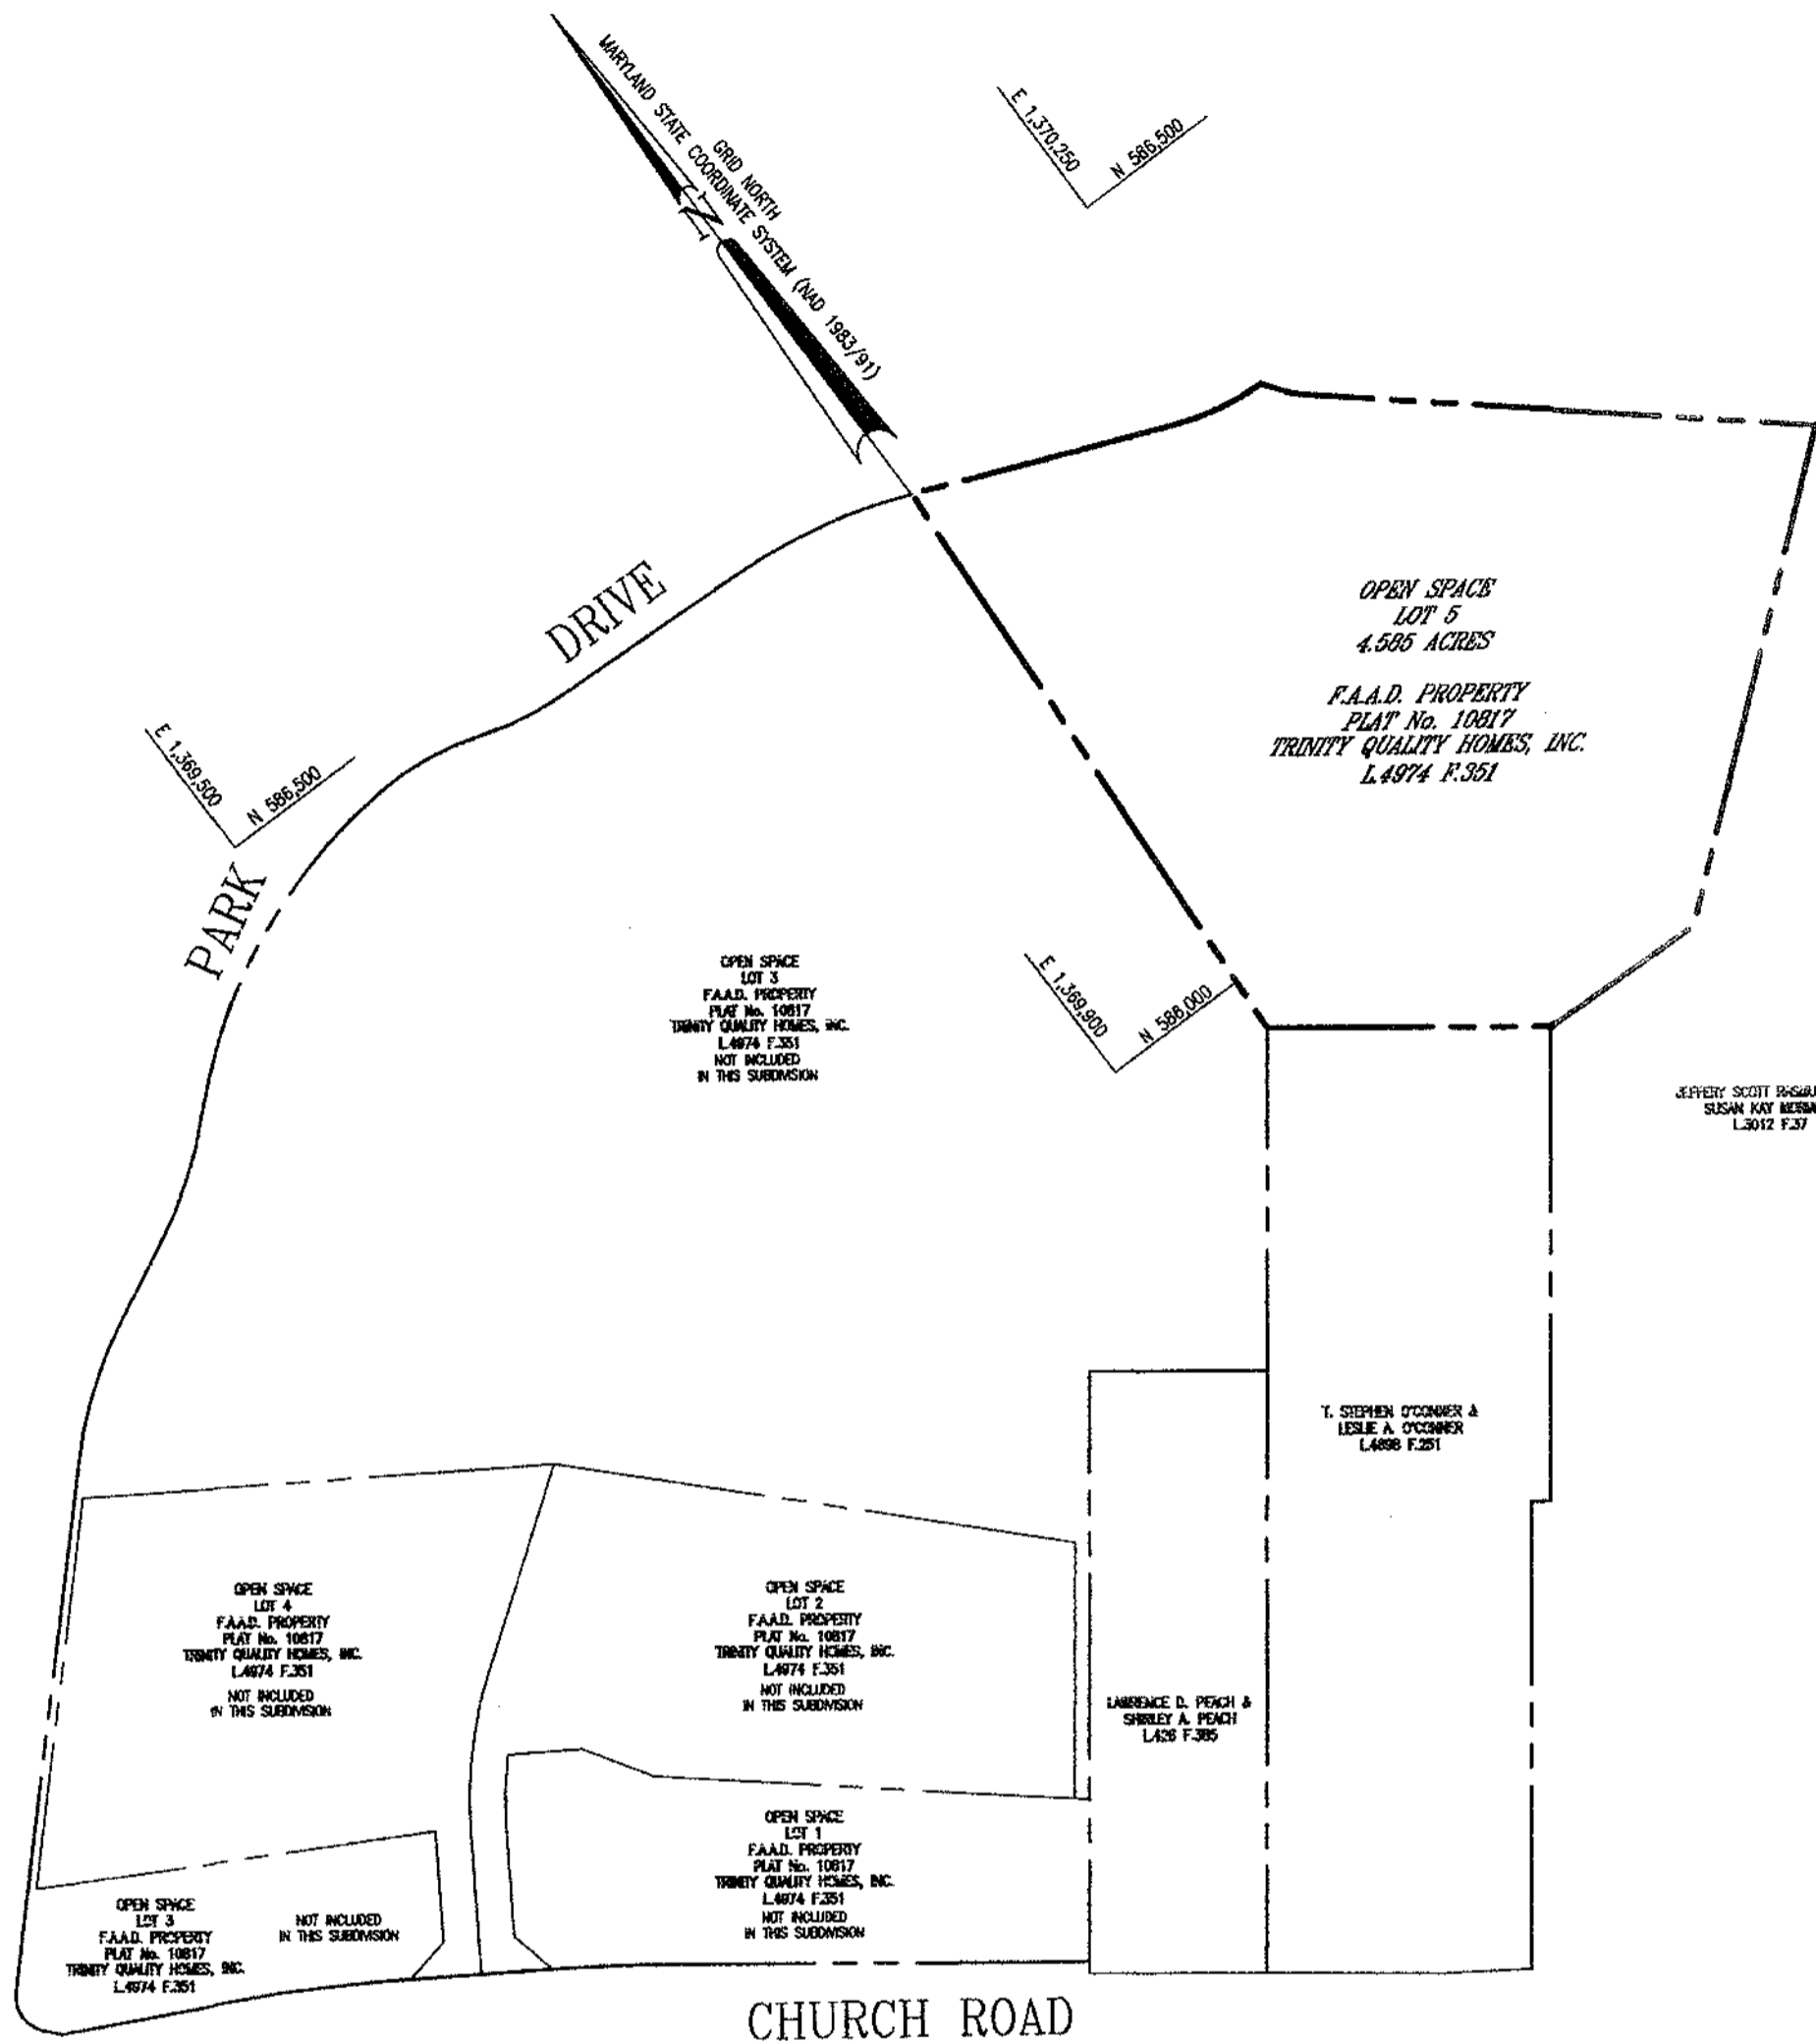 MARYLAND STATE COORDINATE SYSTEM (NAD 1983/91)
GRID NORTH
N
E 1,370,250
N 586,500
DRIVE
OPEN SPACE
LOT 5
4.585 ACRES
F.A.A.D. PROPERTY
PLAT No. 10817
TRINITY QUALITY HOMES, INC.
L.4974 F.351
E 1,369,500
N 586,500
PARK
OPEN SPACE
LOT 3
F.A.A.D. PROPERTY
PLAT No. 10817
TRINITY QUALITY HOMES, INC.
L.4974 F.351
NOT INCLUDED
IN THIS SUBDIVISION
E 1,369,900
N 586,000
JEFFERY SCOTT
SUSAN KAY
L.3012 F.37
T. STEPHEN O'CONNER &
LESLIE A. O'CONNER
L.4898 F.251
OPEN SPACE
LOT 4
F.A.A.D. PROPERTY
PLAT No. 10817
TRINITY QUALITY HOMES, INC.
L.4974 F.351
NOT INCLUDED
IN THIS SUBDIVISION
OPEN SPACE
LOT 2
F.A.A.D. PROPERTY
PLAT No. 10817
TRINITY QUALITY HOMES, INC.
L.4974 F.351
NOT INCLUDED
IN THIS SUBDIVISION
LAWRENCE D. PEACH &
SHIRLEY A. PEACH
L.426 F.385
OPEN SPACE
LOT 1
F.A.A.D. PROPERTY
PLAT No. 10817
TRINITY QUALITY HOMES, INC.
L.4974 F.351
NOT INCLUDED
IN THIS SUBDIVISION
OPEN SPACE
LOT 3
F.A.A.D. PROPERTY
PLAT No. 10817
TRINITY QUALITY HOMES, INC.
L.4974 F.351
NOT INCLUDED
IN THIS SUBDIVISION
CHURCH ROAD